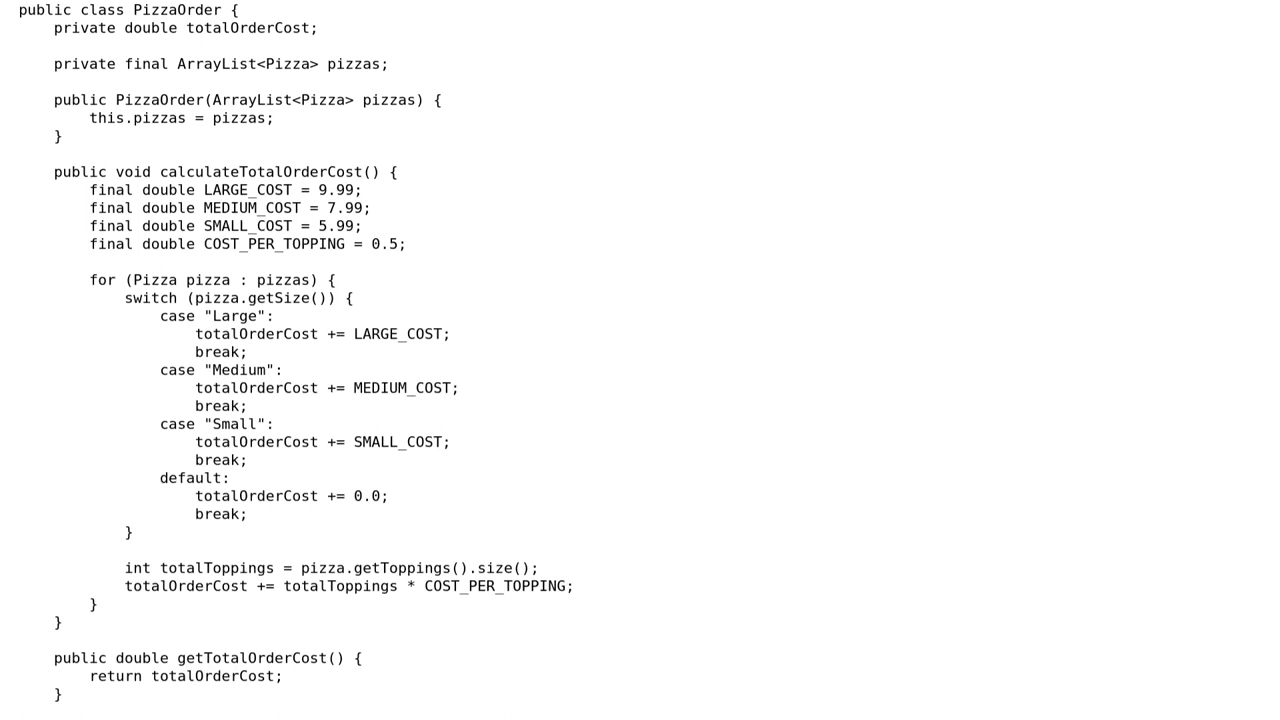 public class PizzaOrder {
    private double totalOrderCost;

    private final ArrayList<Pizza> pizzas;

    public PizzaOrder(ArrayList<Pizza> pizzas) {
        this.pizzas = pizzas;
    }

    public void calculateTotalOrderCost() {
        final double LARGE_COST = 9.99;
        final double MEDIUM_COST = 7.99;
        final double SMALL_COST = 5.99;
        final double COST_PER_TOPPING = 0.5;

        for (Pizza pizza : pizzas) {
            switch (pizza.getSize()) {
                case "Large":
                    totalOrderCost += LARGE_COST;
                    break;
                case "Medium":
                    totalOrderCost += MEDIUM_COST;
                    break;
                case "Small":
                    totalOrderCost += SMALL_COST;
                    break;
                default:
                    totalOrderCost += 0.0;
                    break;
            }

            int totalToppings = pizza.getToppings().size();
            totalOrderCost += totalToppings * COST_PER_TOPPING;
        }
    }

    public double getTotalOrderCost() {
        return totalOrderCost;
    }